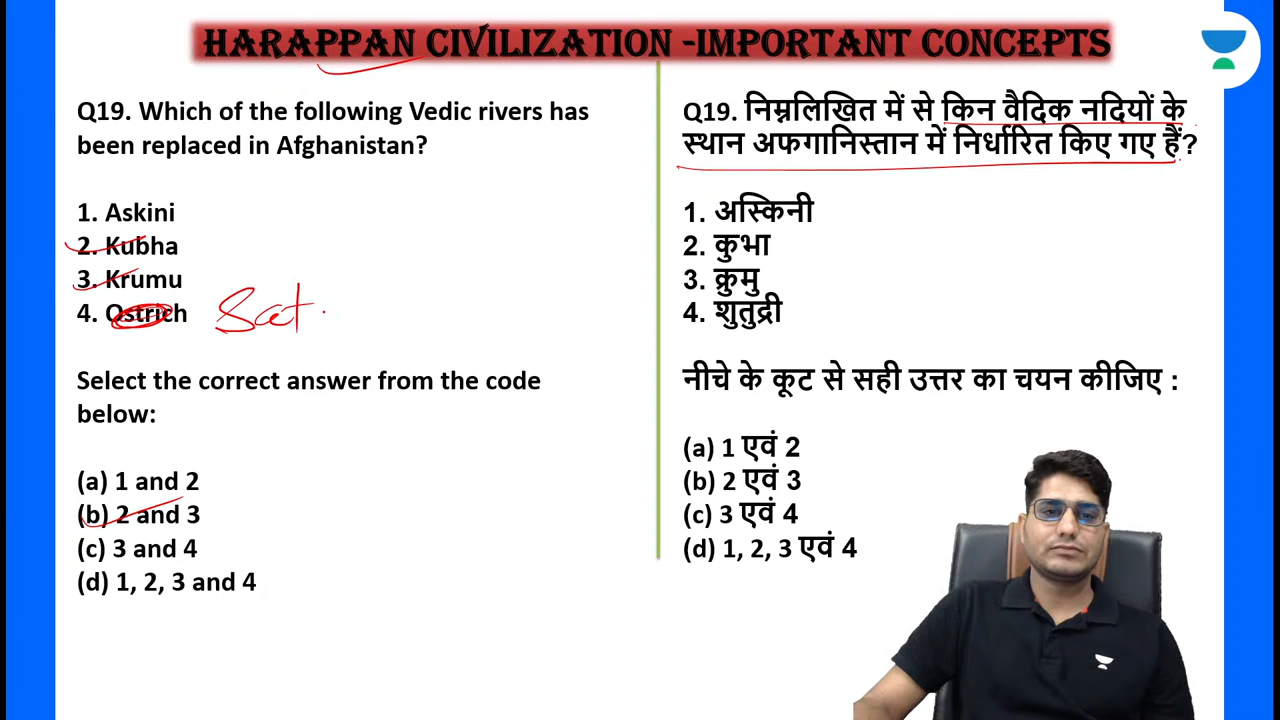 HARAPPAN CIVILIZATION -IMPORTANT CONCEPTS
Q19. Which of the following Vedic rivers has
been replaced in Afghanistan?
1. Askini
2. Kubha
3. Krumu
4. Ostrich
Sat
Select the correct answer from the code
below:
(a) 1 and 2
(b) 2 and 3
(c) 3 and 4
(d) 1, 2, 3 and 4
Q19. निम्नलिखित में से किन वैदिक नदियों के
स्थान अफगानिस्तान में निर्धारित किए गए हैं?
1. अस्किनी
2. कुभा
3. क्रुमु
4. शुतुद्री
नीचे के कूट से सही उत्तर का चयन कीजिए :
(a) 1 एवं 2
(b) 2 एवं 3
(c) 3 एवं 4
(d) 1, 2, 3 एवं 4